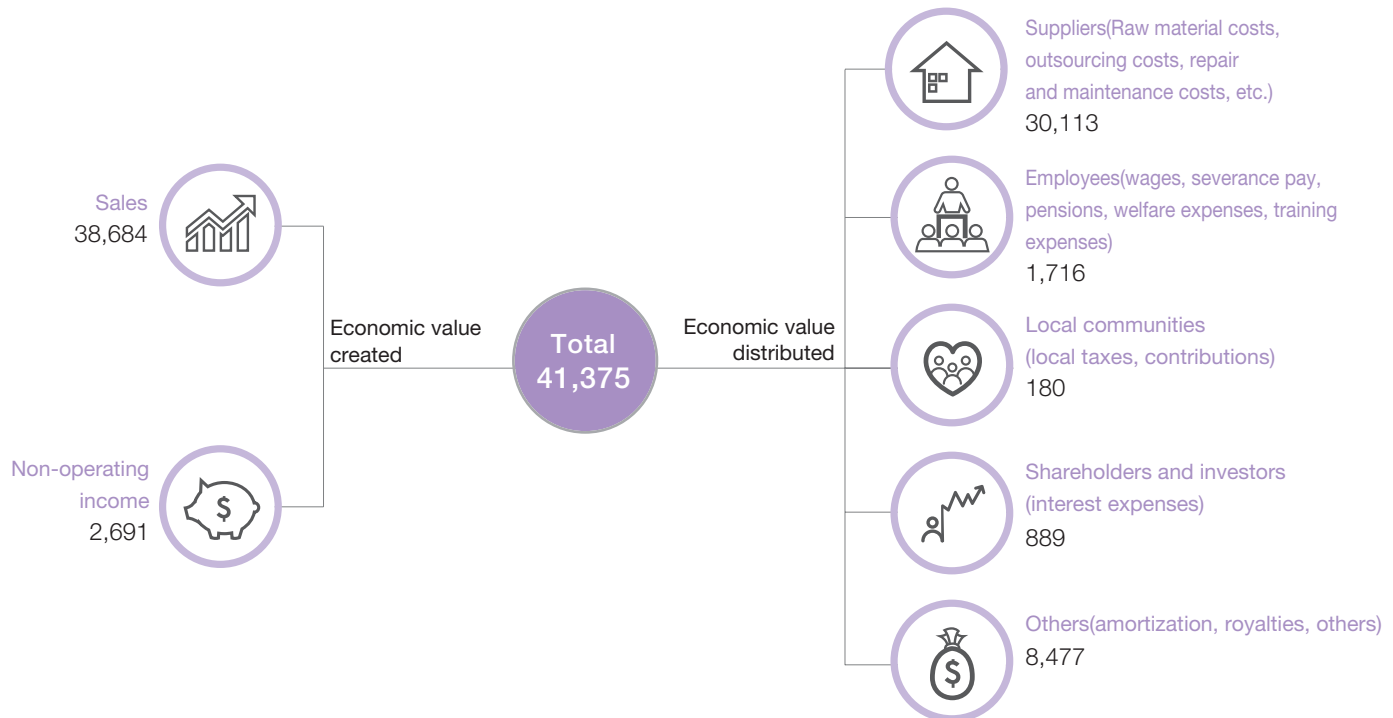 Sales
38,684
Non-operating
income
2,691
$
Economic value
created
Total
41,375
Economic value
distributed
Suppliers(Raw material costs,
outsourcing costs, repair
and maintenance costs, etc.)
30,113
Employees(wages, severance pay,
pensions, welfare expenses, training
expenses)
1,716
Local communities
(local taxes, contributions)
180
Shareholders and investors
(interest expenses)
889
Others(amortization, royalties, others)
8,477
$